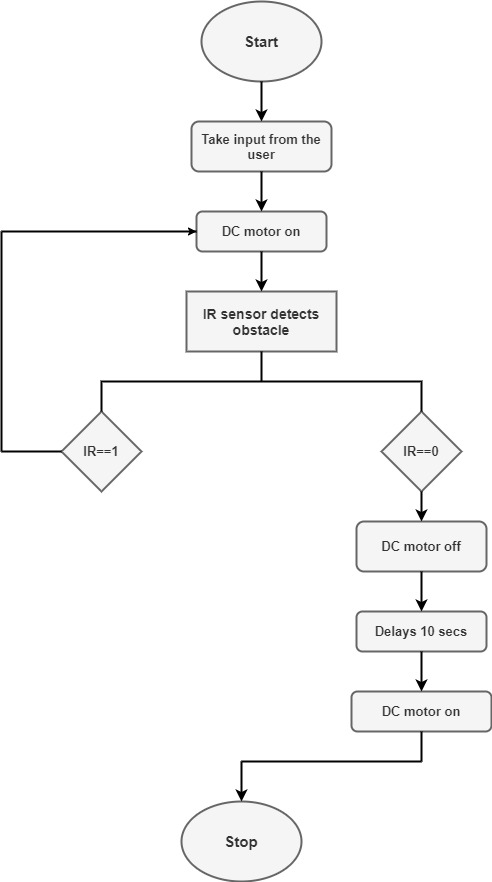 Start
Take input from the
user
DC motor on
IR sensor detects
obstacle
IR==1
IR==0
DC motor off
Delays 10 secs
DC motor on
Stop